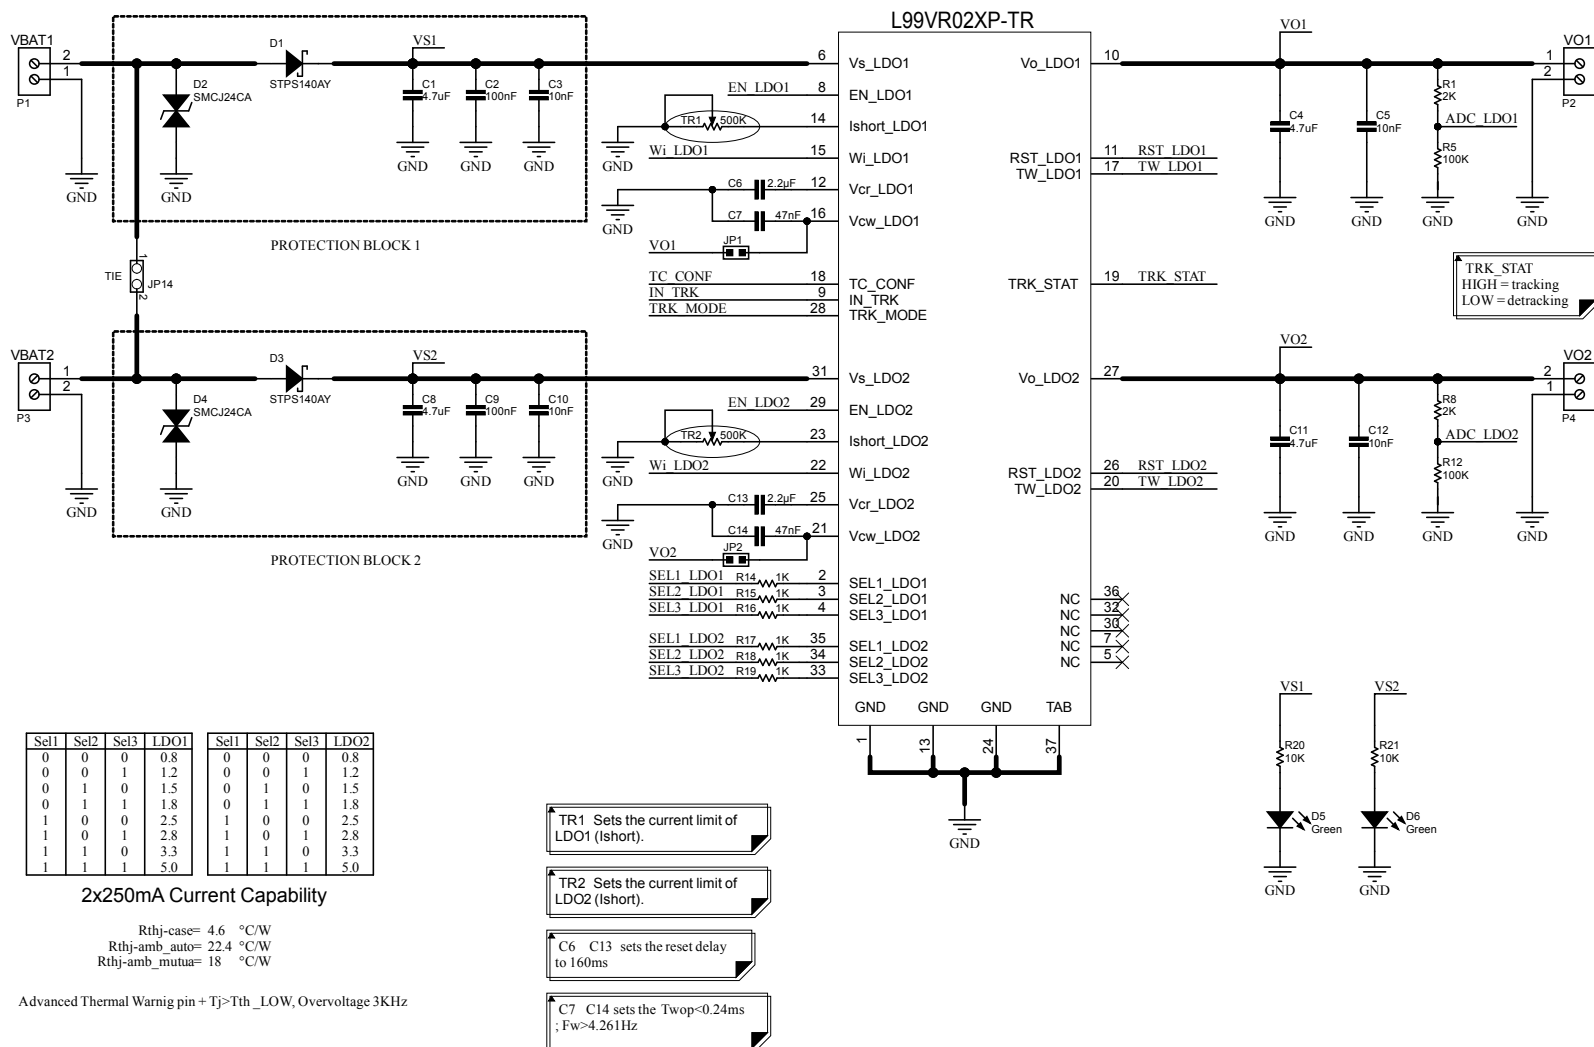 L99VR02XP-TR
VBAT1
2
1
P1
GND
D1
STPS140AY
D2
SMCJ24CA
GND
VS1
C1
4.7uF
GND
C2
100nF
GND
C3
10nF
GND
PROTECTION BLOCK 1
TIE
1
2
JP14
VBAT2
1
2
P3
GND
D3
STPS140AY
D4
SMCJ24CA
GND
VS2
C8
4.7uF
GND
C9
100nF
GND
C10
10nF
GND
PROTECTION BLOCK 2
6 Vs_LDO1
EN_LDO1 8 EN_LDO1
TR1 500K 14 Ishort_LDO1
GND
Wi_LDO1 15 Wi_LDO1
C6 2.2µF 12 Vcr_LDO1
C7 47nF 16 Vcw_LDO1
GND
VO1 JP1
TC_CONF 18 TC_CONF
IN_TRK 9 IN_TRK
TRK_MODE 28 TRK_MODE
31 Vs_LDO2
EN_LDO2 29 EN_LDO2
TR2 500K 23 Ishort_LDO2
GND
Wi_LDO2 22 Wi_LDO2
C13 2.2µF 25 Vcr_LDO2
C14 47nF 21 Vcw_LDO2
GND
VO2 JP2
SEL1_LDO1 R14 1K 2 SEL1_LDO1
SEL2_LDO1 R15 1K 3 SEL2_LDO1
SEL3_LDO1 R16 1K 4 SEL3_LDO1
SEL1_LDO2 R17 1K 35 SEL1_LDO2
SEL2_LDO2 R18 1K 34 SEL2_LDO2
SEL3_LDO2 R19 1K 33 SEL3_LDO2
Vo_LDO1 10
RST_LDO1 11 RST_LDO1
TW_LDO1 17 TW_LDO1
TRK_STAT 19 TRK_STAT
Vo_LDO2 27
RST_LDO2 26 RST_LDO2
TW_LDO2 20 TW_LDO2
NC 36
NC 32
NC 30
NC 7
NC 5
GND GND GND TAB
1 13 24 37
GND
VO1
C4
4.7uF
GND
C5
10nF
GND
R1
2K
ADC_LDO1
R5
100K
GND
VO1
1
2
P2
GND
TRK_STAT
HIGH = tracking
LOW = detracking
VO2
C11
4.7uF
GND
C12
10nF
GND
R8
2K
ADC_LDO2
R12
100K
GND
VO2
2
1
P4
GND
VS1
R20
10K
D5
Green
GND
VS2
R21
10K
D6
Green
GND
Sel1 Sel2 Sel3 LDO1 Sel1 Sel2 Sel3 LDO2
0 0 0 0.8 0 0 0 0.8
0 0 1 1.2 0 0 1 1.2
0 1 0 1.5 0 1 0 1.5
0 1 1 1.8 0 1 1 1.8
1 0 0 2.5 1 0 0 2.5
1 0 1 2.8 1 0 1 2.8
1 1 0 3.3 1 1 0 3.3
1 1 1 5.0 1 1 1 5.0
2x250mA Current Capability
Rthj-case= 4.6 °C/W
Rthj-amb_auto= 22.4 °C/W
Rthj-amb_mutua= 18 °C/W
Advanced Thermal Warnig pin + Tj>Tth _LOW, Overvoltage 3KHz
TR1 Sets the current limit of
LDO1 (Ishort).
TR2 Sets the current limit of
LDO2 (Ishort).
C6 C13 sets the reset delay
to 160ms
C7 C14 sets the Twop<0.24ms
; Fw>4.261Hz